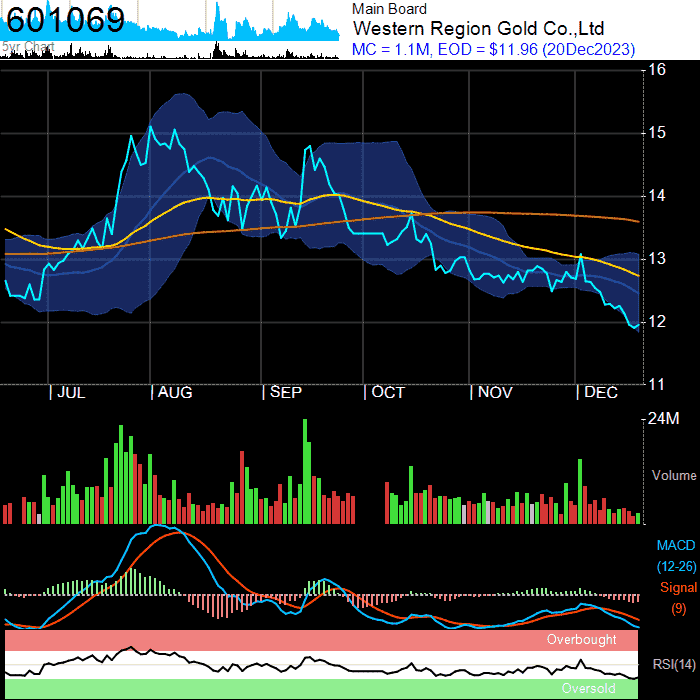 601069
5yr Chart
Main Board
Western Region Gold Co.,Ltd
MC = 1.1M, EOD = $11.96 (20Dec2023)
16
15
14
13
12
11
| JUL | AUG | SEP | OCT | NOV | DEC
24M
Volume
MACD
(12-26)
Signal
(9)
Overbought
RSI(14)
Oversold